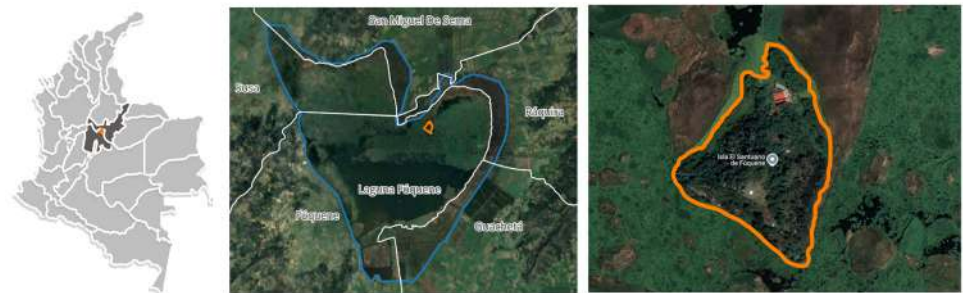 San Miguel De Sema
Susa
Ráquira
Laguna Fúquene
Fúquene
Guachetá
Isla El Santuario
de Fúquene